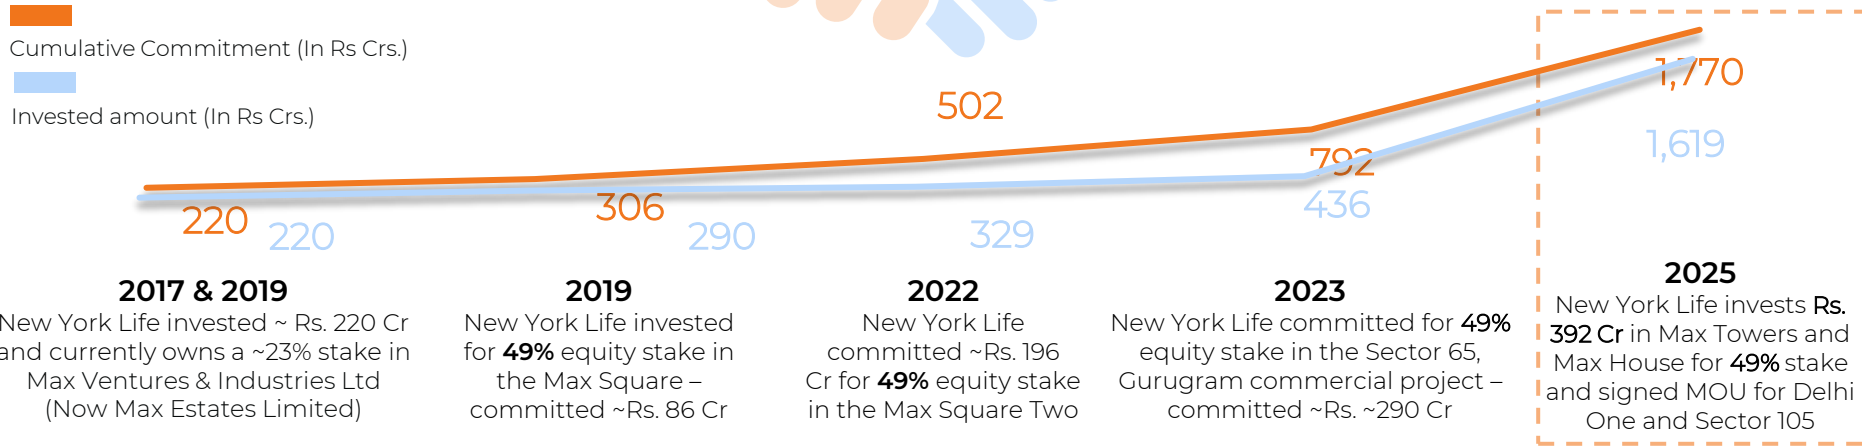 Cumulative Commitment (In Rs Crs.)
Invested amount (In Rs Crs.)
220
220
306
290
502
329
792
436
1,770
1,619
2017 & 2019
New York Life invested ~ Rs. 220 Cr
and currently owns a ~23% stake in
Max Ventures & Industries Ltd
(Now Max Estates Limited)
2019
New York Life invested
for 49% equity stake in
the Max Square –
committed ~Rs. 86 Cr
2022
New York Life
committed ~Rs. 196
Cr for 49% equity stake
in the Max Square Two
2023
New York Life committed for 49%
equity stake in the Sector 65,
Gurugram commercial project –
committed ~Rs. ~290 Cr
2025
New York Life invests Rs.
392 Cr in Max Towers and
Max House for 49% stake
and signed MOU for Delhi
One and Sector 105